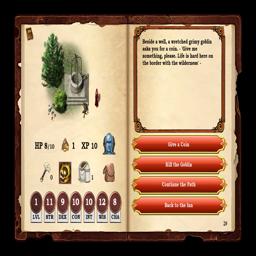 HP 8/10
1
XP 10
0
1
LVL
11
STR
9
DEX
10
CON
10
INT
12
WIS
8
CHA
Beside a well, a wretched grimy goblin
asks you for a coin. - 'Give me
something, please. Life is hard here on
the border with the wilderness' -
Give a Coin
Kill the Goblin
Continue the Path
Back to the Inn